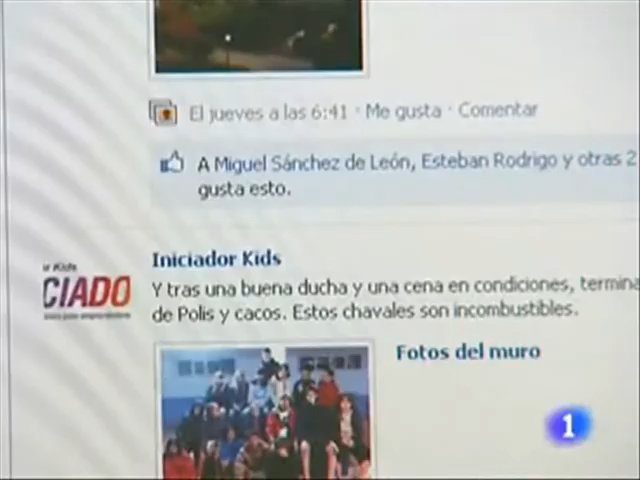 El jueves a las 6:41 · Me gusta · Comentar
A Miguel Sánchez de León, Esteban Rodrigo y otras 2
gusta esto.
Iniciador Kids
Kids
CIADO
Y tras una buena ducha y una cena en condiciones, termina
de Polis y cacos. Estos chavales son incombustibles.
Fotos del muro
1